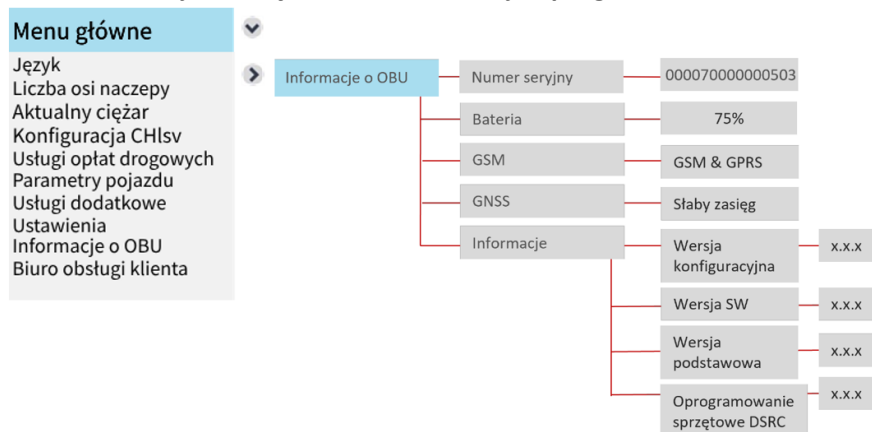 Menu główne
Język
Liczba osi naczepy
Aktualny ciężar
Konfiguracja CHlsv
Usługi opłat drogowych
Parametry pojazdu
Usługi dodatkowe
Ustawienia
Informacje o OBU
Biuro obsługi klienta
Informacje o OBU
Numer seryjny
000070000000503
Bateria
75%
GSM
GSM & GPRS
GNSS
Słaby zasięg
Informacje
Wersja
konfiguracyjna
x.x.x
Wersja SW
x.x.x
Wersja
podstawowa
x.x.x
Oprogramowanie
sprzętowe DSRC
x.x.x